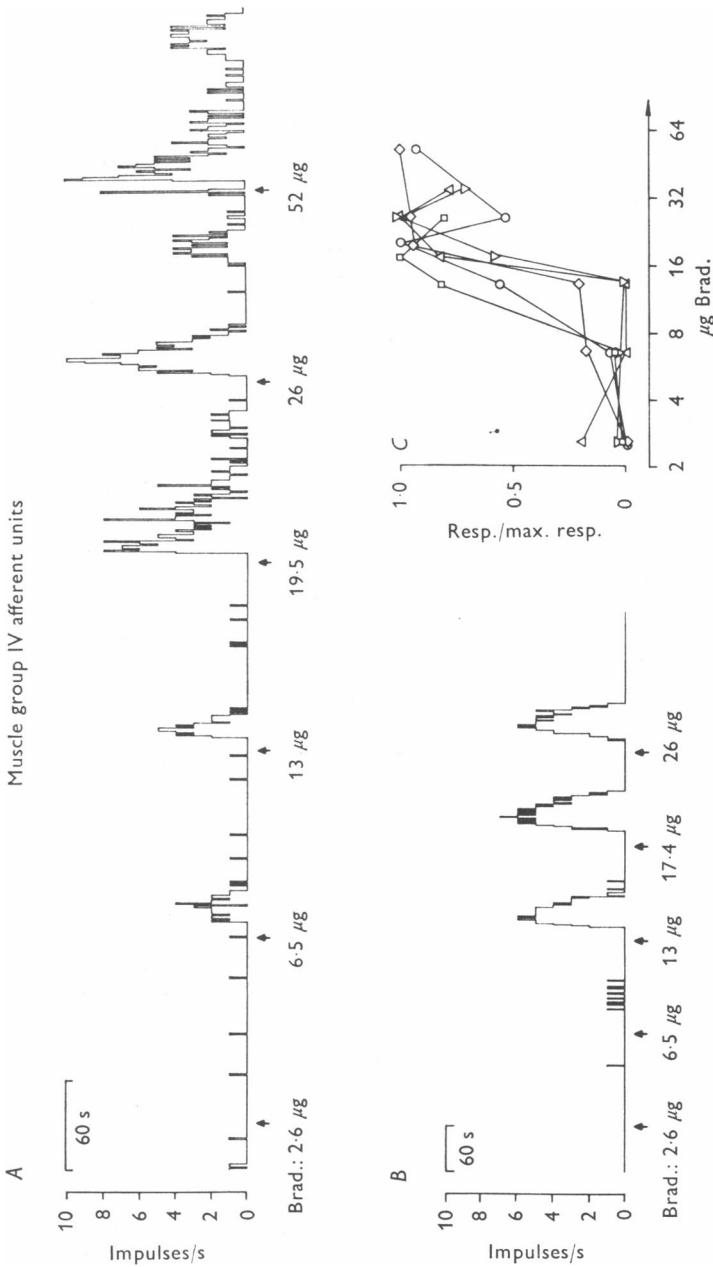 Muscle group IV afferent units
A
10
8
6
4
2
0
Impulses/s
60 s
Brad.: 2·6 μg
6·5 μg
13 μg
19·5 μg
26 μg
52 μg
B
10
8
6
4
2
0
Impulses/s
60 s
Brad.: 2·6 μg
6·5 μg
13 μg
17·4 μg
26 μg
C
1·0
0·5
0
Resp./max. resp.
2
4
8
16
32
64
μg Brad.